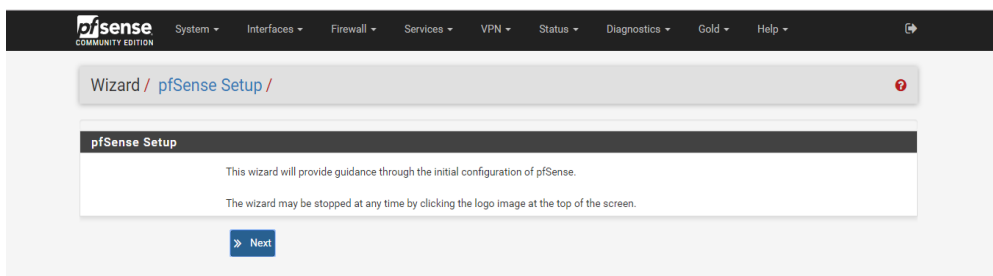 pfsense System Interfaces Firewall Services VPN Status Diagnostics Gold Help
COMMUNITY EDITION
Wizard / pfSense Setup /
pfSense Setup
This wizard will provide guidance through the initial configuration of pfSense.
The wizard may be stopped at any time by clicking the logo image at the top of the screen.
» Next